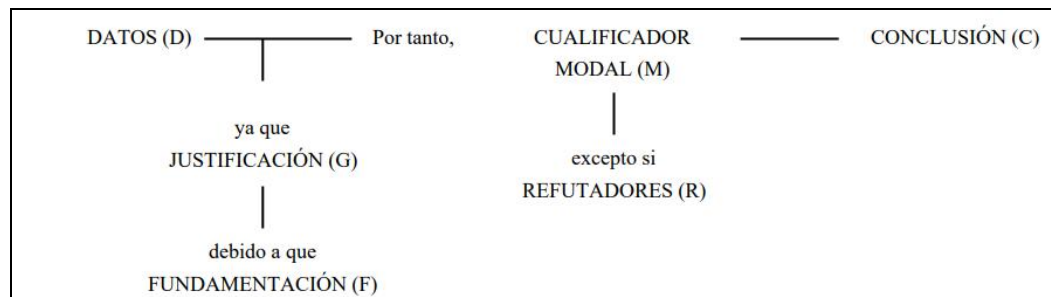 DATOS (D) Por tanto, CUALIFICADOR CONCLUSIÓN (C)
MODAL (M)
ya que
JUSTIFICACIÓN (G)
excepto si
REFUTADORES (R)
debido a que
FUNDAMENTACIÓN (F)